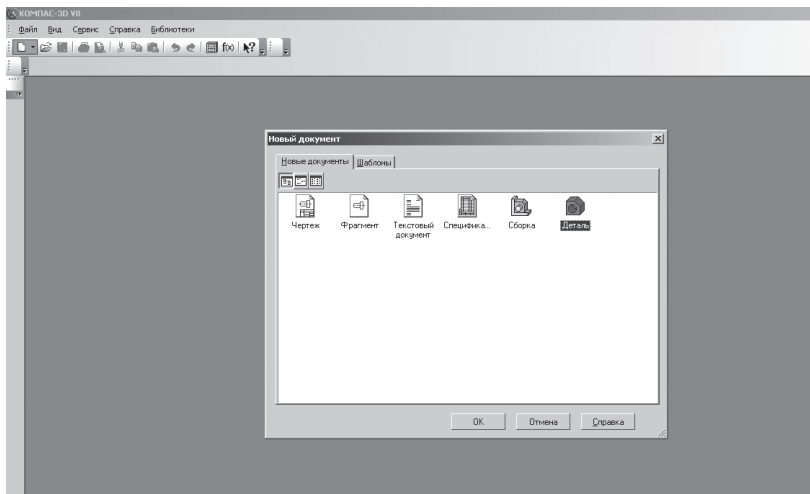 КОМПАС-3D V8
Файл Вид Сервис Справка Библиотеки
f(x)
Новый документ
Новые документы Шаблоны
Чертеж Фрагмент Текстовый документ Специфика... Сборка Деталь
OK Отмена Справка